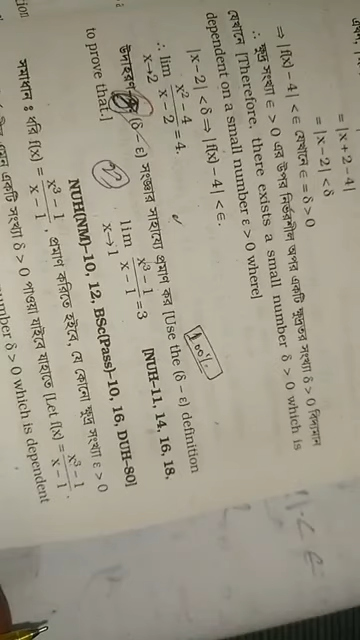 = |x + 2 – 4|
= |x – 2| < δ
⇒ |f(x) – 4| < ε যেখানে ε = δ > 0
∴ ক্ষুদ্র সংখ্যা ε > 0 এর উপর নির্ভরশীল অপর একটি ক্ষুদ্রতর সংখ্যা δ > 0 বিদ্যমান
যেখানে [Therefore, there exists a small number δ > 0 which is
dependent on a small number ε > 0 where]
|x – 2| < δ ⇒ |f(x) – 4| < ε.
∴ lim x→2 x² – 4 / x – 2 = 4.
(δ – ε) সংজ্ঞার সাহায্যে প্রমাণ কর [Use the (δ – ε) definition
to prove that.] lim x→1 x³ – 1 / x – 1 = 3
100%
22
[NUH–11, 14, 16, 18,
NUH(NM)–10, 12, BSc(Pass)–10, 16, DUH–80]
সমাধান : ধরি f(x) = x³ – 1 / x – 1, প্রমাণ করিতে হইবে, যে কোনো ক্ষুদ্র সংখ্যা ε > 0
একটি সংখ্যা δ > 0 পাওয়া যাইবে যাহাতে [Let f(x) = x³ – 1 / x – 1.
number δ > 0 which is dependent